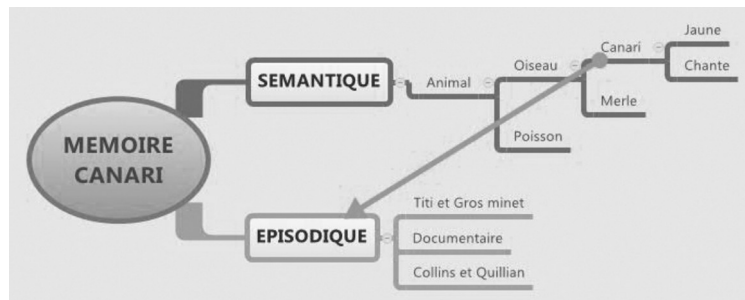 MEMOIRE
CANARI
SEMANTIQUE
Animal
Oiseau
Canari
Jaune
Chante
Merle
Poisson
EPISODIQUE
Titi et Gros minet
Documentaire
Collins et Quillian